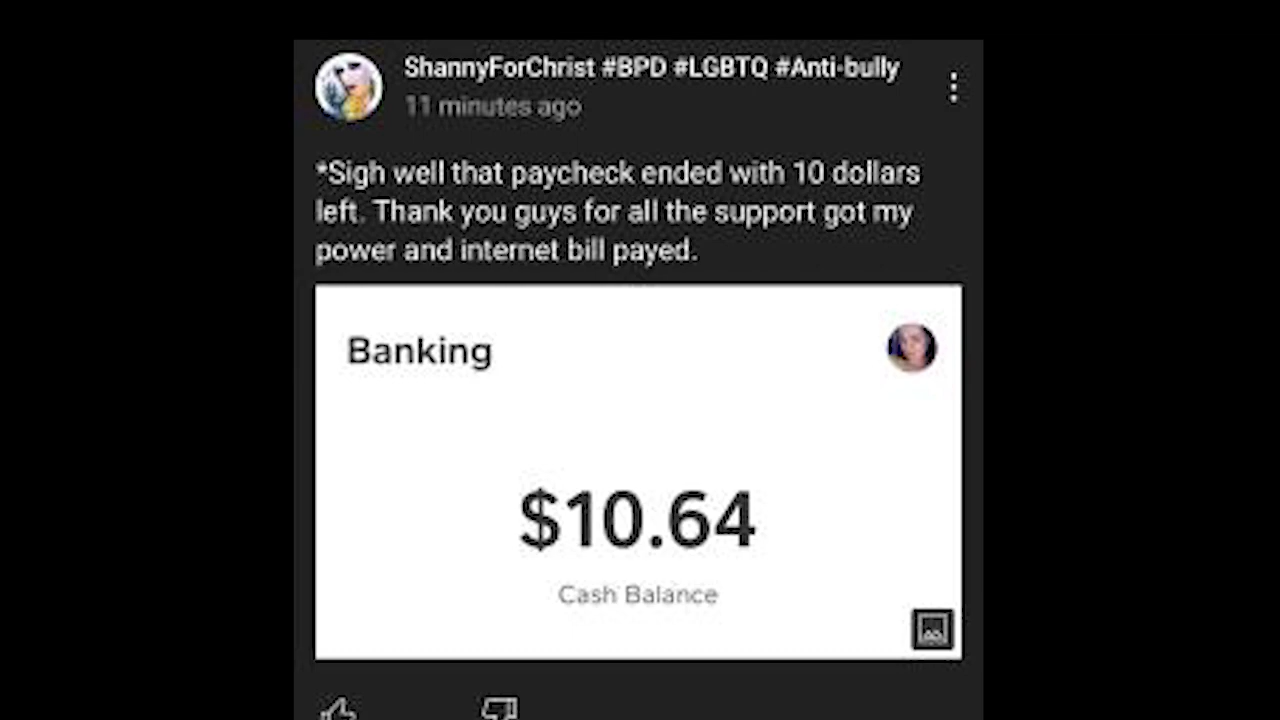 ShannyForChrist #BPD #LGBTQ #Anti-bully
11 minutes ago
*Sigh well that paycheck ended with 10 dollars
left. Thank you guys for all the support got my
power and internet bill payed.
Banking
$10.64
Cash Balance